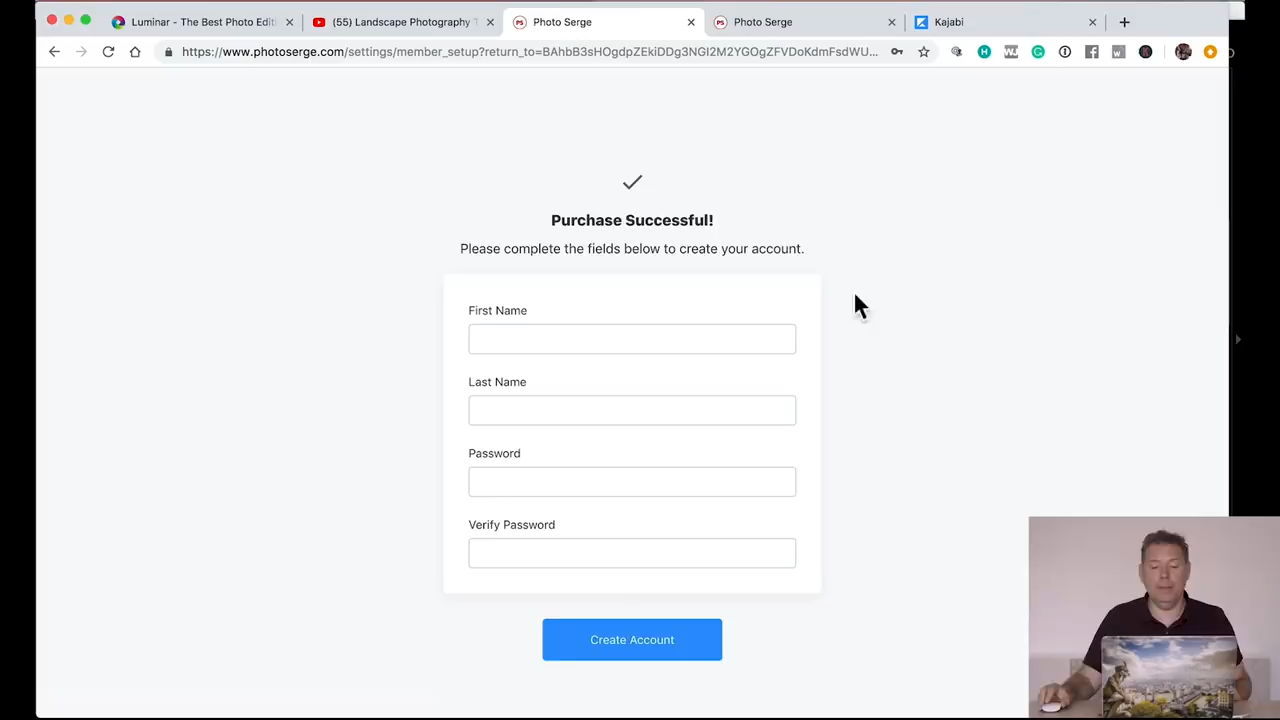 Luminar - The Best Photo Editi
(55) Landscape Photography T
Photo Serge
Photo Serge
Kajabi
https://www.photoserge.com/settings/member_setup?return_to=BAhbB3sHOgdpZEkiDDg3NGI2M2YGOgZFVDoKdmFsdWU...
Purchase Successful!
Please complete the fields below to create your account.
First Name
Last Name
Password
Verify Password
Create Account